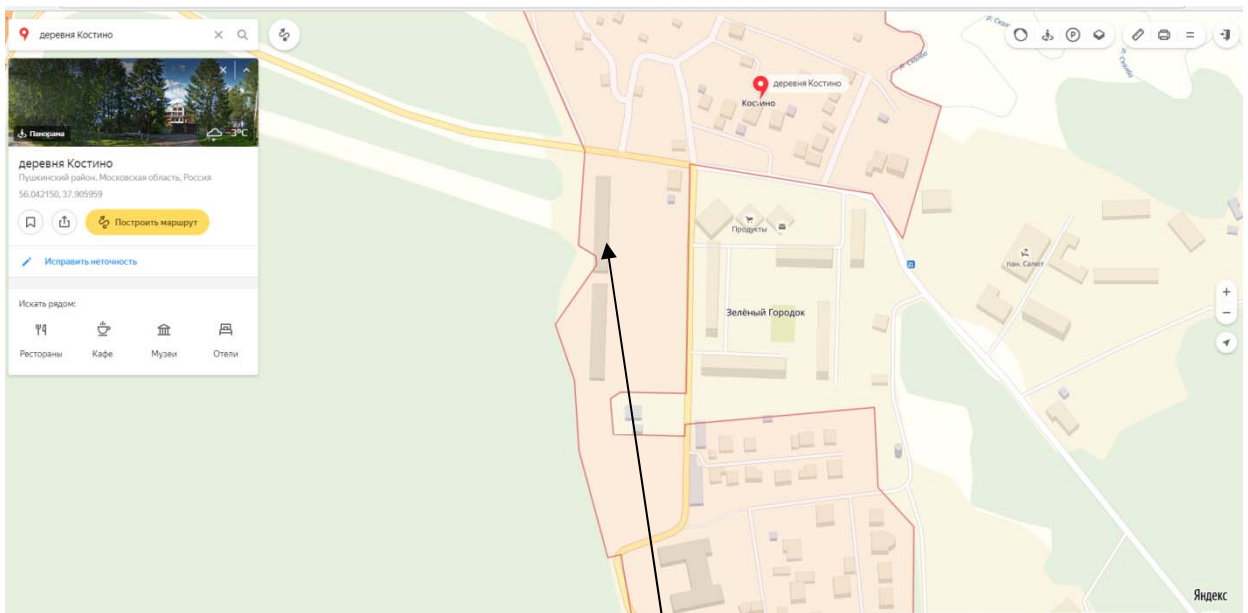 деревня Костино
Панорама
-3°C
деревня Костино
Пушкинский район, Московская область, Россия
56.042150, 37.905959
Построить маршрут
Исправить неточность
Искать рядом:
Рестораны
Кафе
Музеи
Отели
деревня Костино
Костино
Продукты
пан. Салют
Зелёный Городок
Яндекс